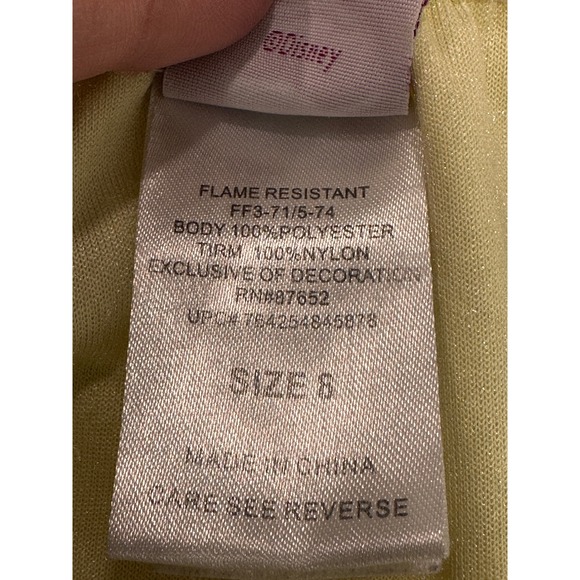 ©Disney
FLAME RESISTANT
FF3-71/5-74
BODY 100%POLYESTER
TIRM 100%NYLON
EXCLUSIVE OF DECORATION
RN#87652
UPC# 764254845878
SIZE 8
MADE IN CHINA
CARE SEE REVERSE